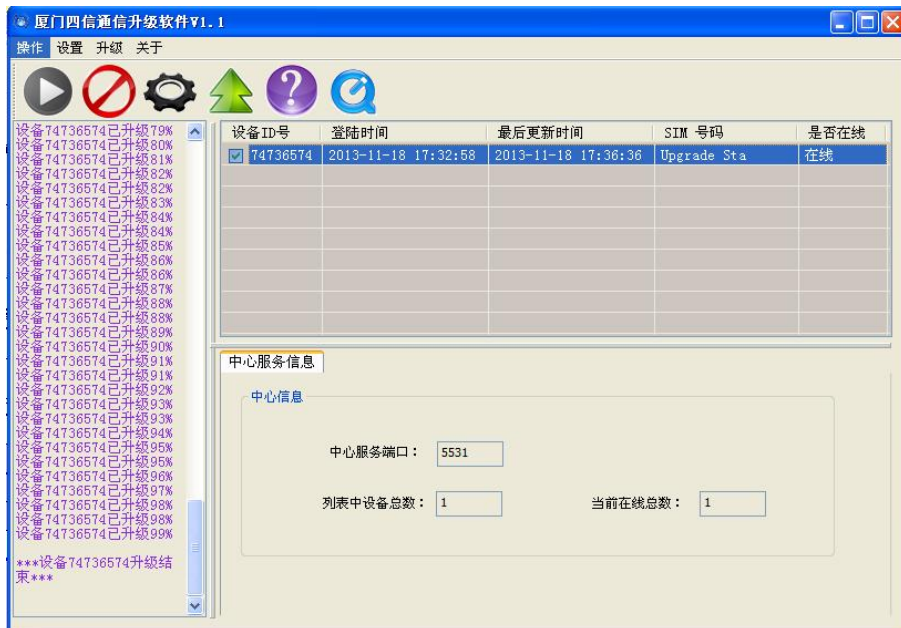 厦门四信通信升级软件V1.1
操作 设置 升级 关于
设备74736574已升级79%
设备74736574已升级80%
设备74736574已升级81%
设备74736574已升级82%
设备74736574已升级82%
设备74736574已升级83%
设备74736574已升级84%
设备74736574已升级84%
设备74736574已升级85%
设备74736574已升级86%
设备74736574已升级86%
设备74736574已升级87%
设备74736574已升级88%
设备74736574已升级88%
设备74736574已升级89%
设备74736574已升级90%
设备74736574已升级91%
设备74736574已升级91%
设备74736574已升级92%
设备74736574已升级93%
设备74736574已升级93%
设备74736574已升级94%
设备74736574已升级95%
设备74736574已升级95%
设备74736574已升级96%
设备74736574已升级97%
设备74736574已升级98%
设备74736574已升级98%
设备74736574已升级99%
***设备74736574升级结
束***
设备ID号 登陆时间 最后更新时间 SIM 号码 是否在线
74736574 2013-11-18 17:32:58 2013-11-18 17:36:36 Upgrade Sta 在线
中心服务信息
中心信息
中心服务端口： 5531
列表中设备总数： 1 当前在线总数： 1